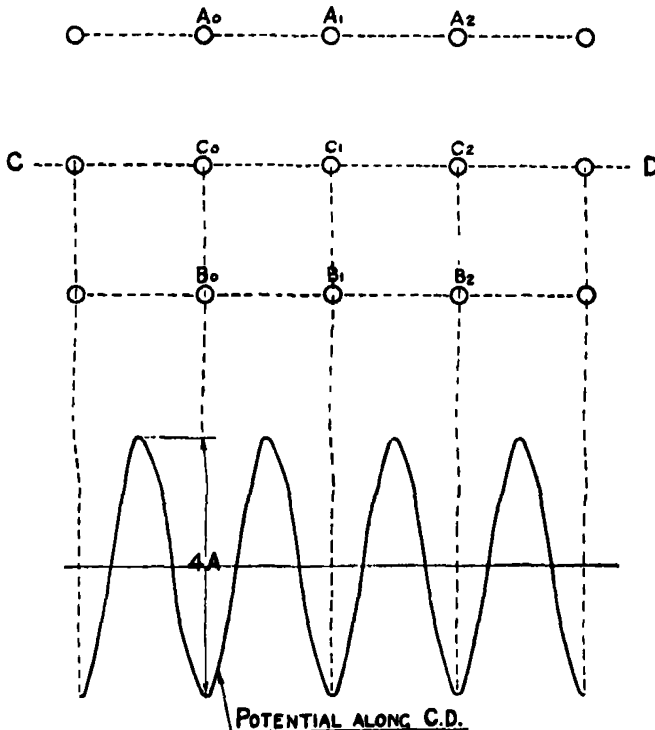 A0 A1 A2
C C0 C1 C2 D
B0 B1 B2
4A
POTENTIAL ALONG C.D.